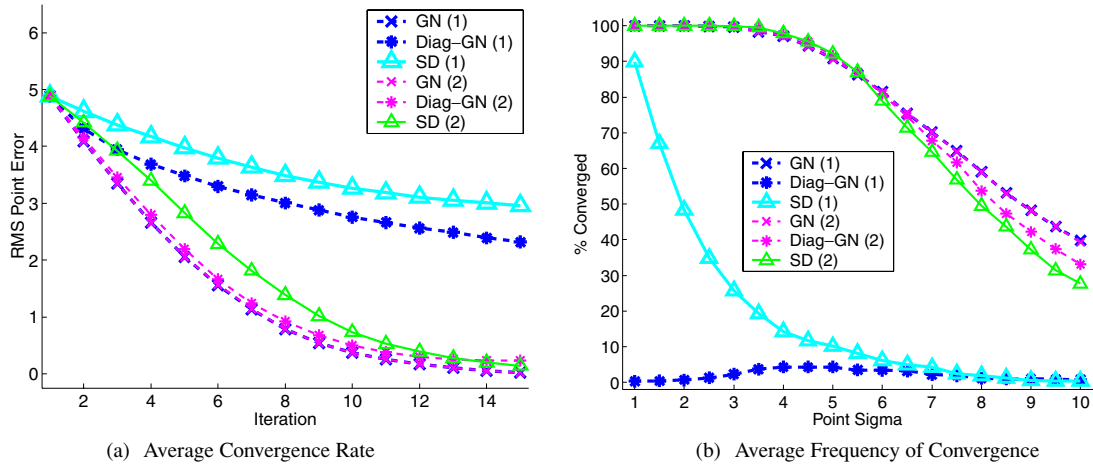 6
5
4
3
2
1
0
RMS Point Error
2
4
6
8
10
12
14
Iteration
GN (1)
Diag–GN (1)
SD (1)
GN (2)
Diag–GN (2)
SD (2)
(a) Average Convergence Rate
100
90
80
70
60
50
40
30
20
10
0
% Converged
1
2
3
4
5
6
7
8
9
10
Point Sigma
GN (1)
Diag–GN (1)
SD (1)
GN (2)
Diag–GN (2)
SD (2)
(b) Average Frequency of Convergence